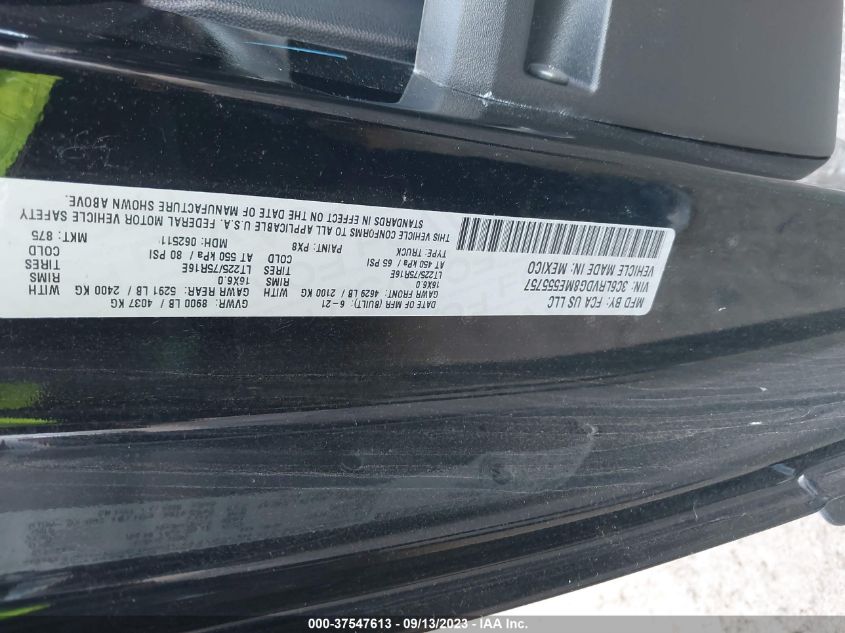 MFD BY: FCA US LLC
DATE OF MFR (BUILT): 6-21
GVWR: 8900 LB / 4037 KG
VIN: 3C6LRVDG8ME555757
GAWR FRONT: 4629 LB / 2100 KG
GAWR REAR: 5291 LB / 2400 KG WITH
VEHICLE MADE IN: MEXICO
16X6.0
RIMS
16X6.0
RIMS
LT225/75R16E
TIRES
LT225/75R16E
TIRES
AT 450 kPa / 65 PSI
COLD
AT 550 kPa / 80 PSI
COLD
TYPE: TRUCK
PAINT: PX8
MDH: 062511
MKT: 875
THIS VEHICLE CONFORMS TO ALL APPLICABLE U.S.A. FEDERAL MOTOR VEHICLE SAFETY
STANDARDS IN EFFECT ON THE DATE OF MANUFACTURE SHOWN ABOVE.
000-37547613 - 09/13/2023 - IAA Inc.